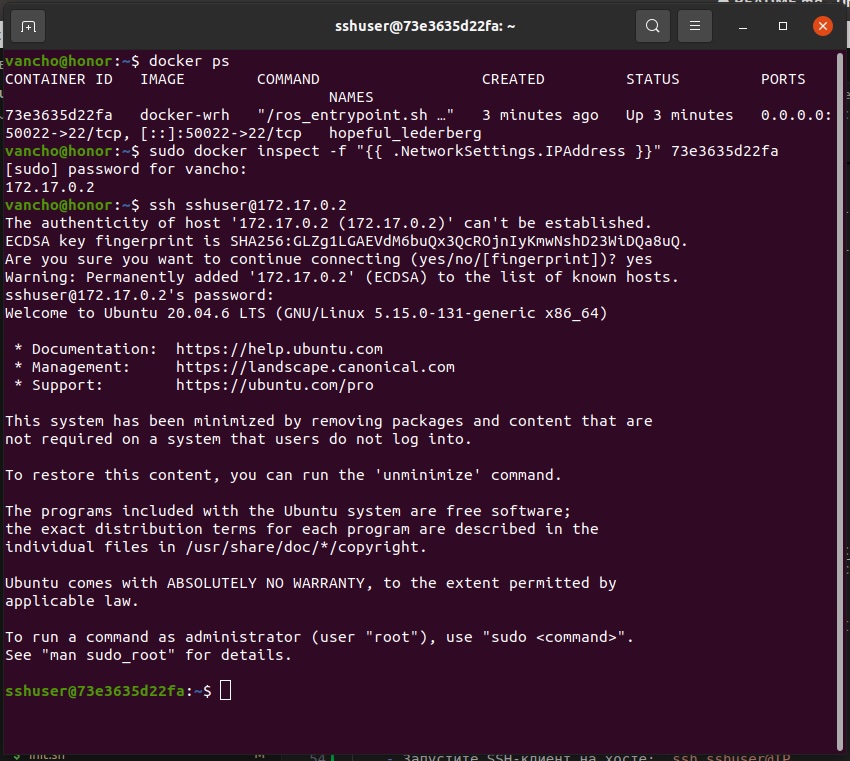 sshuser@73e3635d22fa: ~
vancho@honor:~$ docker ps
CONTAINER ID   IMAGE        COMMAND                  CREATED         STATUS         PORTS
                                    NAMES
73e3635d22fa   docker-wrh   "/ros_entrypoint.sh …"   3 minutes ago   Up 3 minutes   0.0.0.0:
50022->22/tcp, [::]:50022->22/tcp   hopeful_lederberg
vancho@honor:~$ sudo docker inspect -f "{{ .NetworkSettings.IPAddress }}" 73e3635d22fa
[sudo] password for vancho:
172.17.0.2
vancho@honor:~$ ssh sshuser@172.17.0.2
The authenticity of host '172.17.0.2 (172.17.0.2)' can't be established.
ECDSA key fingerprint is SHA256:GLZg1LGAEVdM6buQx3QcROjnIyKmwNshD23WiDQa8uQ.
Are you sure you want to continue connecting (yes/no/[fingerprint])? yes
Warning: Permanently added '172.17.0.2' (ECDSA) to the list of known hosts.
sshuser@172.17.0.2's password:
Welcome to Ubuntu 20.04.6 LTS (GNU/Linux 5.15.0-131-generic x86_64)
 * Documentation:  https://help.ubuntu.com
 * Management:     https://landscape.canonical.com
 * Support:        https://ubuntu.com/pro
This system has been minimized by removing packages and content that are
not required on a system that users do not log into.
To restore this content, you can run the 'unminimize' command.
The programs included with the Ubuntu system are free software;
the exact distribution terms for each program are described in the
individual files in /usr/share/doc/*/copyright.
Ubuntu comes with ABSOLUTELY NO WARRANTY, to the extent permitted by
applicable law.
To run a command as administrator (user "root"), use "sudo <command>".
See "man sudo_root" for details.
sshuser@73e3635d22fa:~$
54 - Запустите SSH-клиент на хосте: ssh sshuser@IP